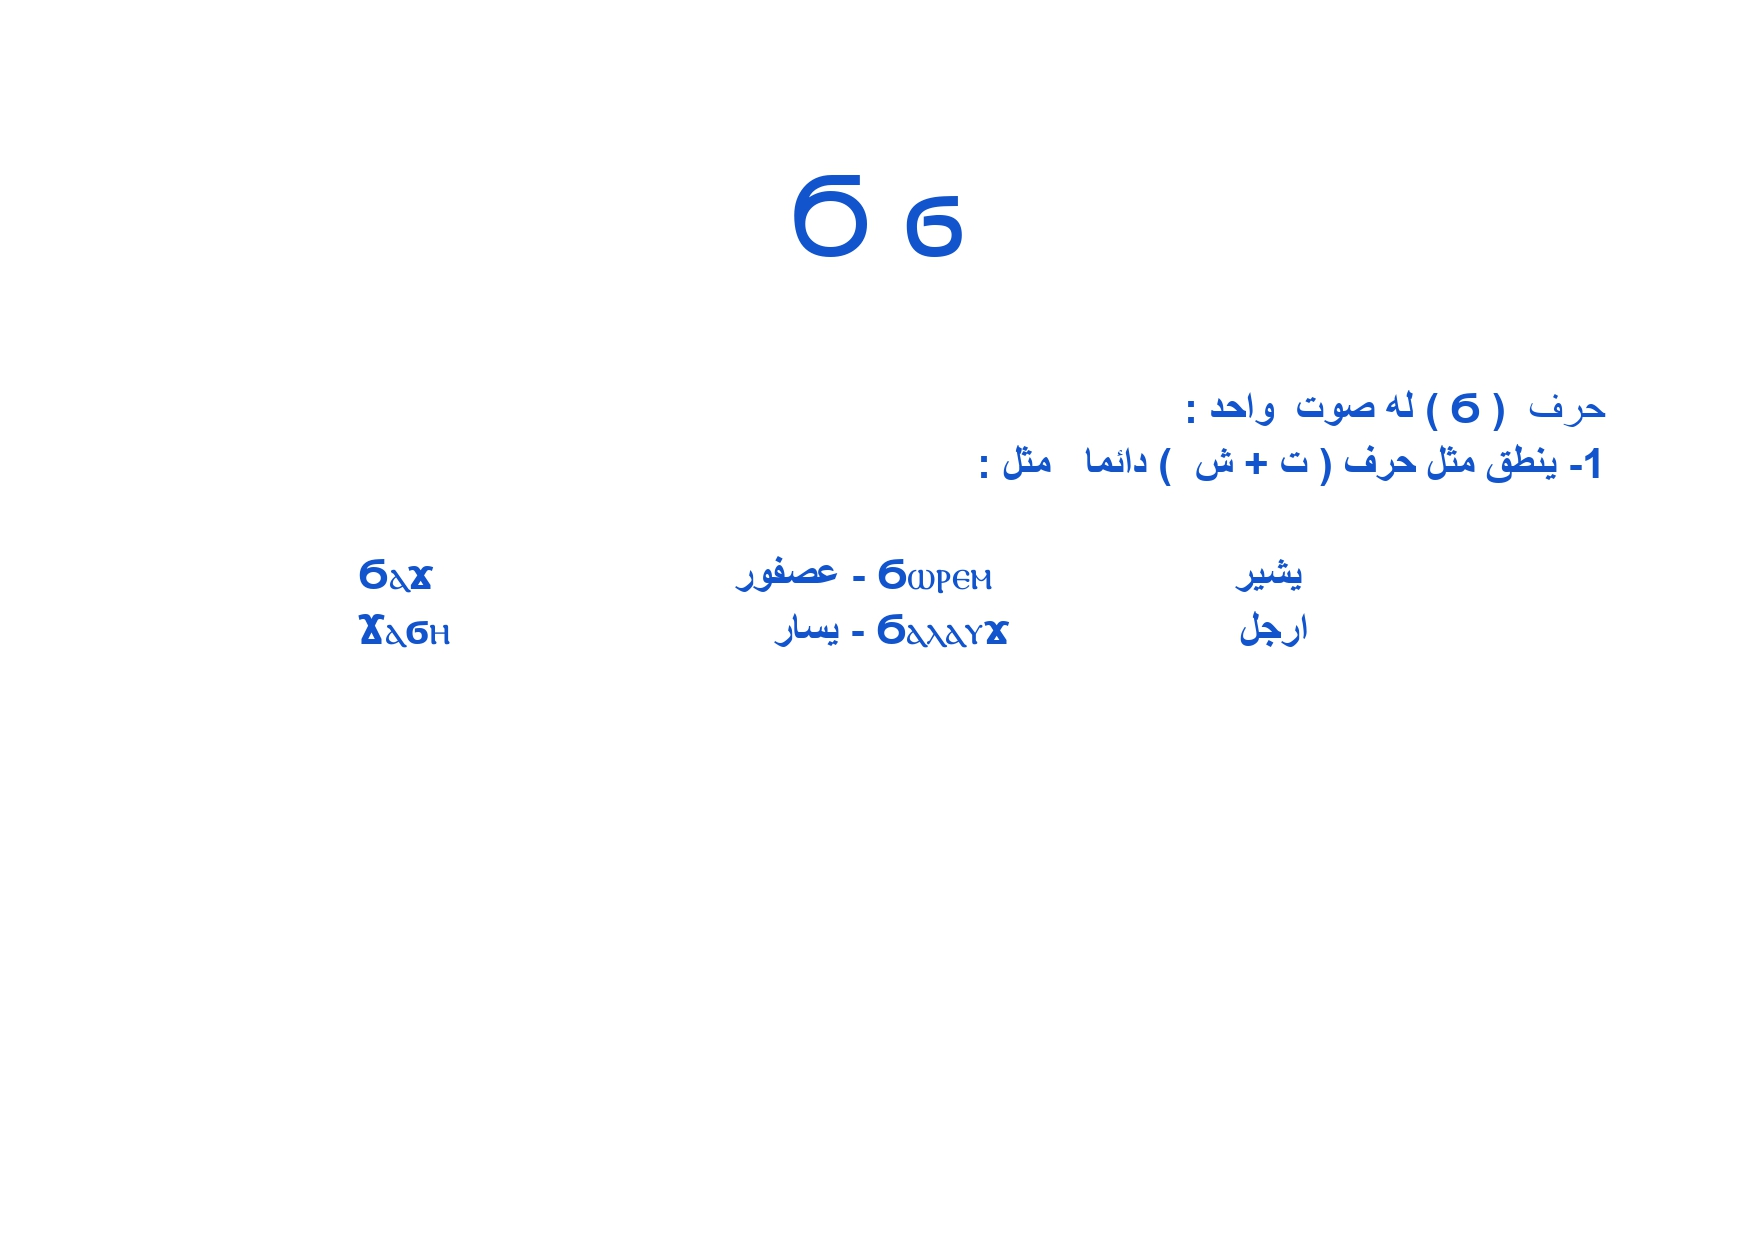 Ϭ ϭ
حرف ( Ϭ ) له صوت واحد :
1- ينطق مثل حرف ( ت + ش ) دائما مثل :
يشير Ϭⲱⲣⲉⲙ - عصفور Ϭⲁϫ
ارجل Ϭⲁⲗⲁⲩϫ - يسار Ϫⲁϭⲏ